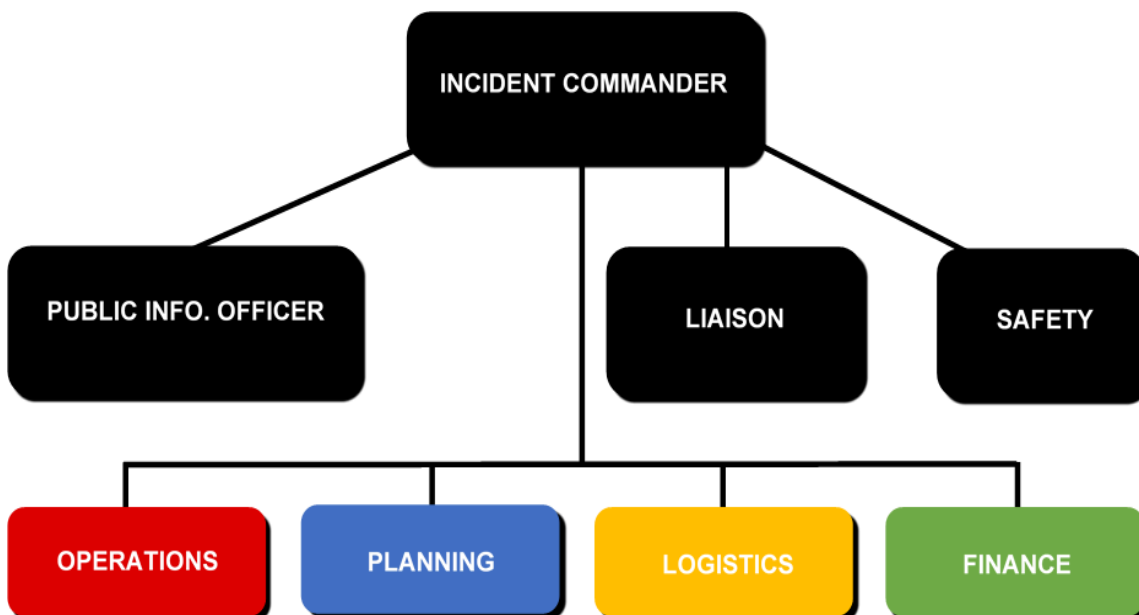 INCIDENT COMMANDER
PUBLIC INFO. OFFICER
LIAISON
SAFETY
OPERATIONS
PLANNING
LOGISTICS
FINANCE